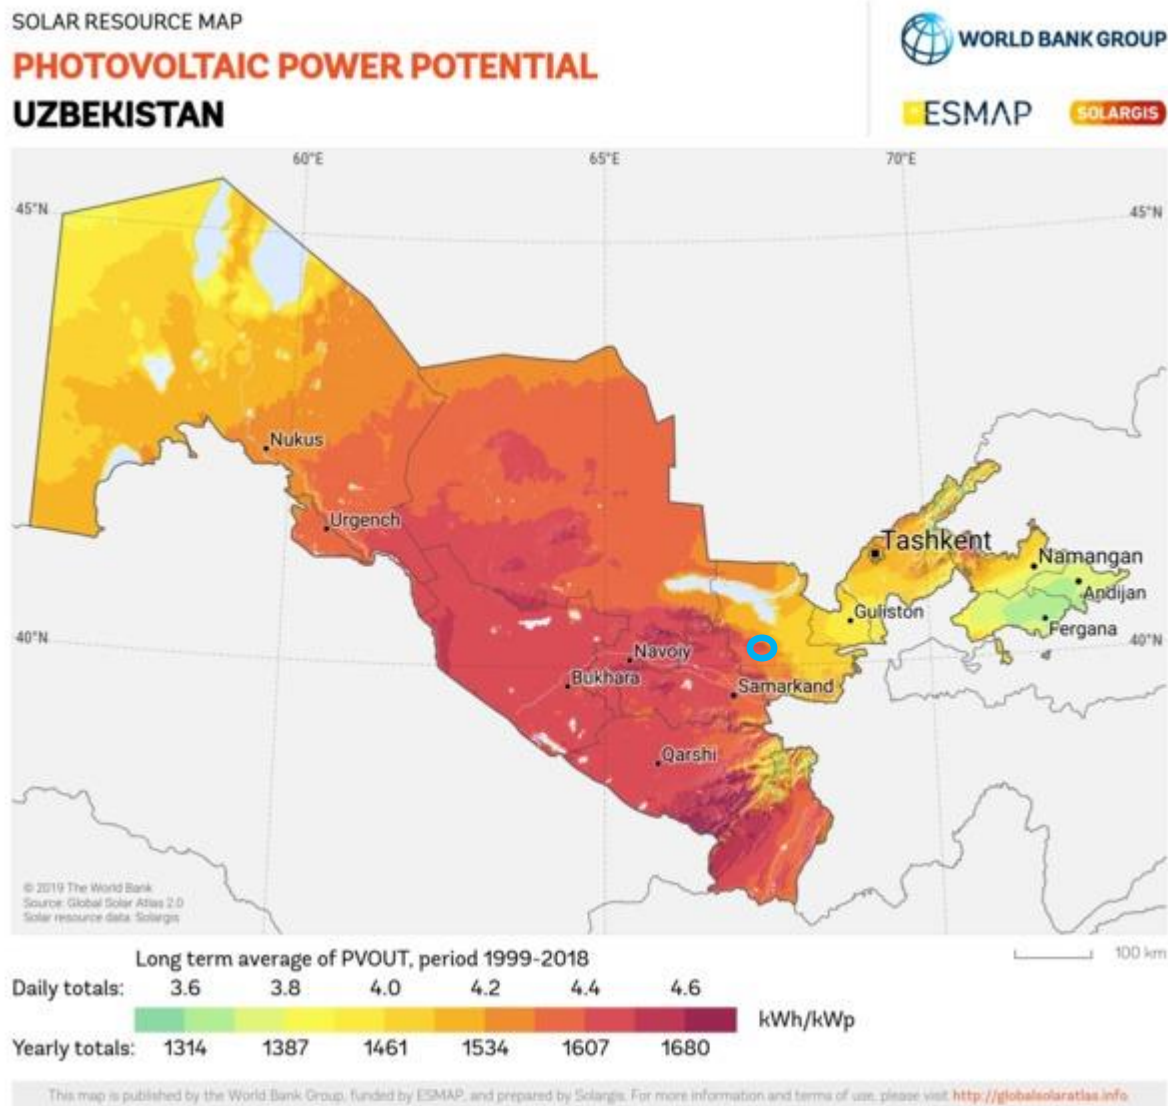 SOLAR RESOURCE MAP
PHOTOVOLTAIC POWER POTENTIAL
UZBEKISTAN
WORLD BANK GROUP
ESMAP
SOLARGIS
60°E
65°E
70°E
45°N
45°N
Nukus
Urgench
Tashkent
Namangan
Andijan
Guliston
Fergana
40°N
40°N
Navoiy
Bukhara
Samarkand
Qarshi
© 2019 The World Bank
Source: Global Solar Atlas 2.0
Solar resource data: Solargis
Long term average of PVOUT, period 1999-2018
100 km
Daily totals: 3.6 3.8 4.0 4.2 4.4 4.6
kWh/kWp
Yearly totals: 1314 1387 1461 1534 1607 1680
This map is published by the World Bank Group, funded by ESMAP, and prepared by Solargis. For more information and terms of use, please visit http://globalsolaratlas.info.